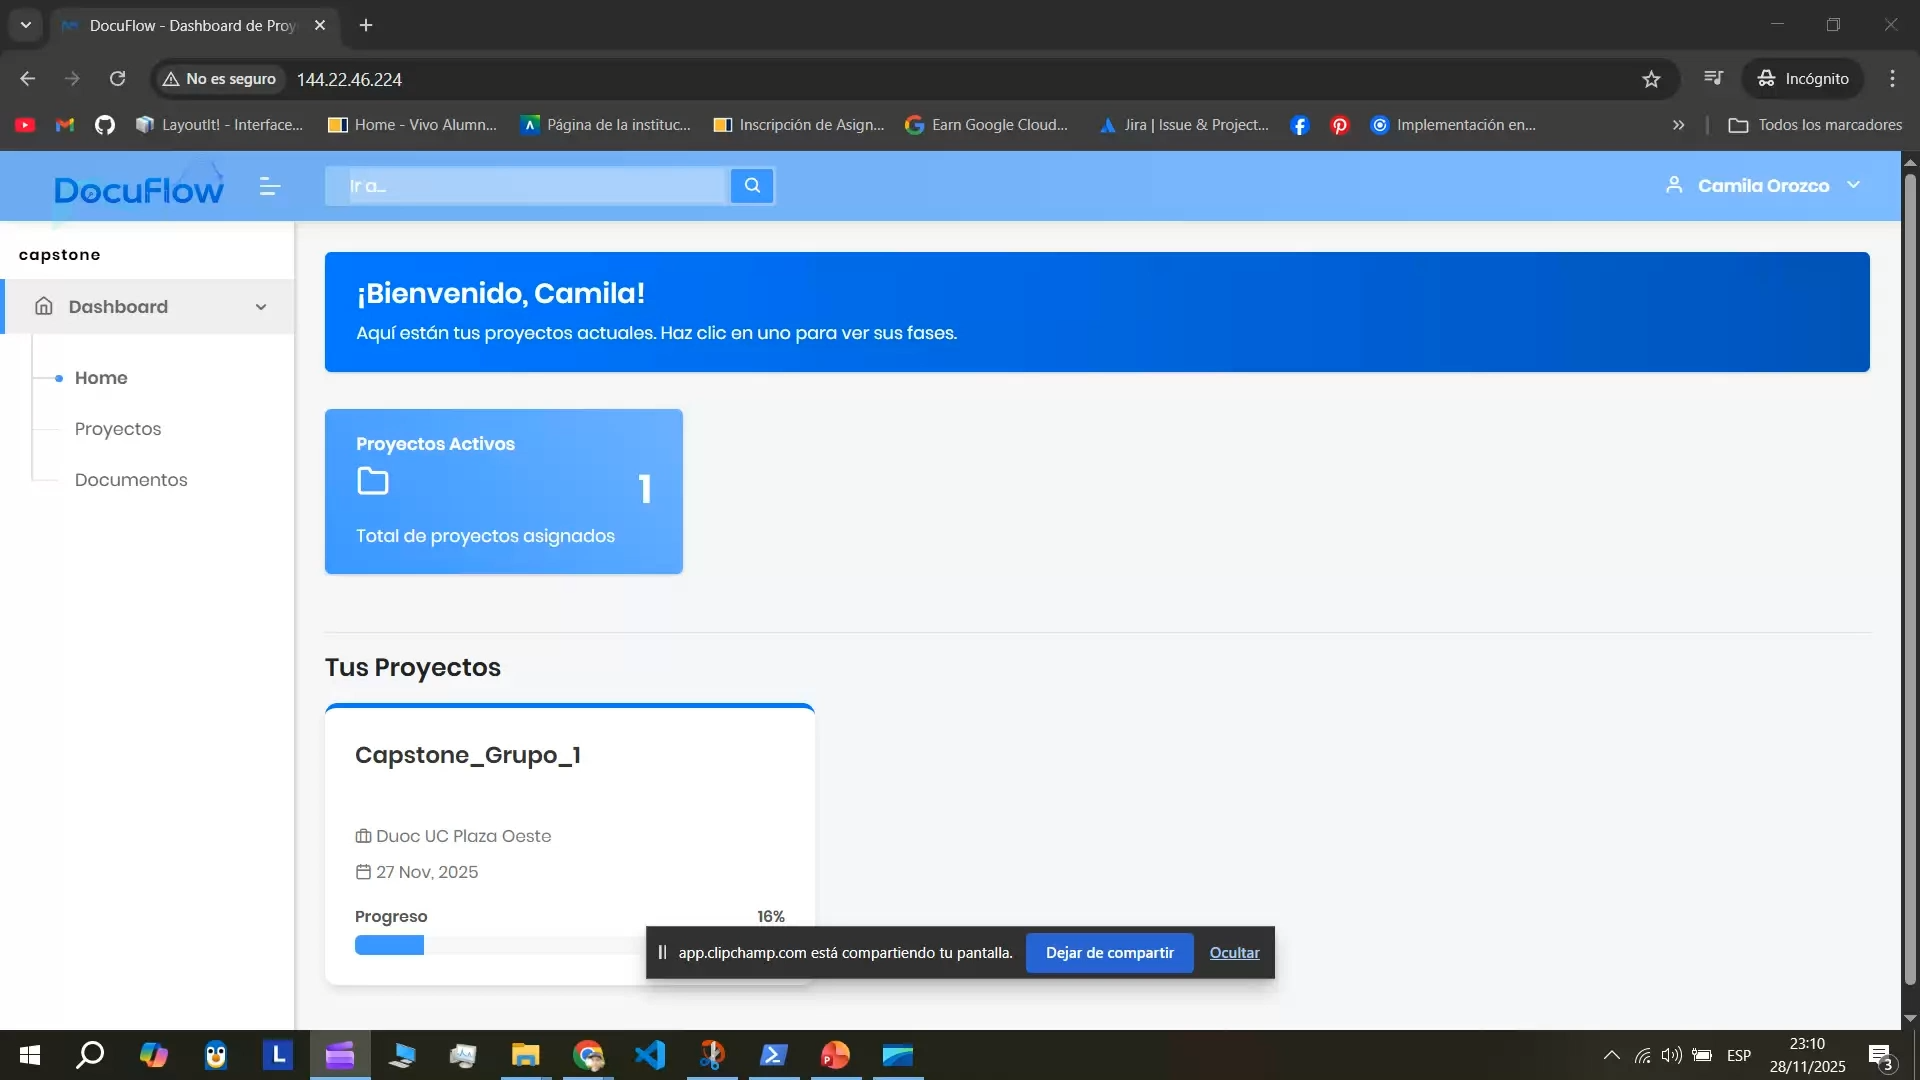 DocuFlow - Dashboard de Proy
No es seguro
144.22.46.224
Incógnito
LayoutIt! - Interface...
Home - Vivo Alumn...
Página de la instituc...
Inscripción de Asign...
Earn Google Cloud...
Jira | Issue & Project...
Implementación en...
Todos los marcadores
DocuFlow
Ir a...
Camila Orozco
capstone
Dashboard
Home
Proyectos
Documentos
¡Bienvenido, Camila!
Aquí están tus proyectos actuales. Haz clic en uno para ver sus fases.
Proyectos Activos
1
Total de proyectos asignados
Tus Proyectos
Capstone_Grupo_1
Duoc UC Plaza Oeste
27 Nov, 2025
Progreso 16%
app.clipchamp.com está compartiendo tu pantalla. Dejar de compartir Ocultar
L
ESP
23:10
28/11/2025
3